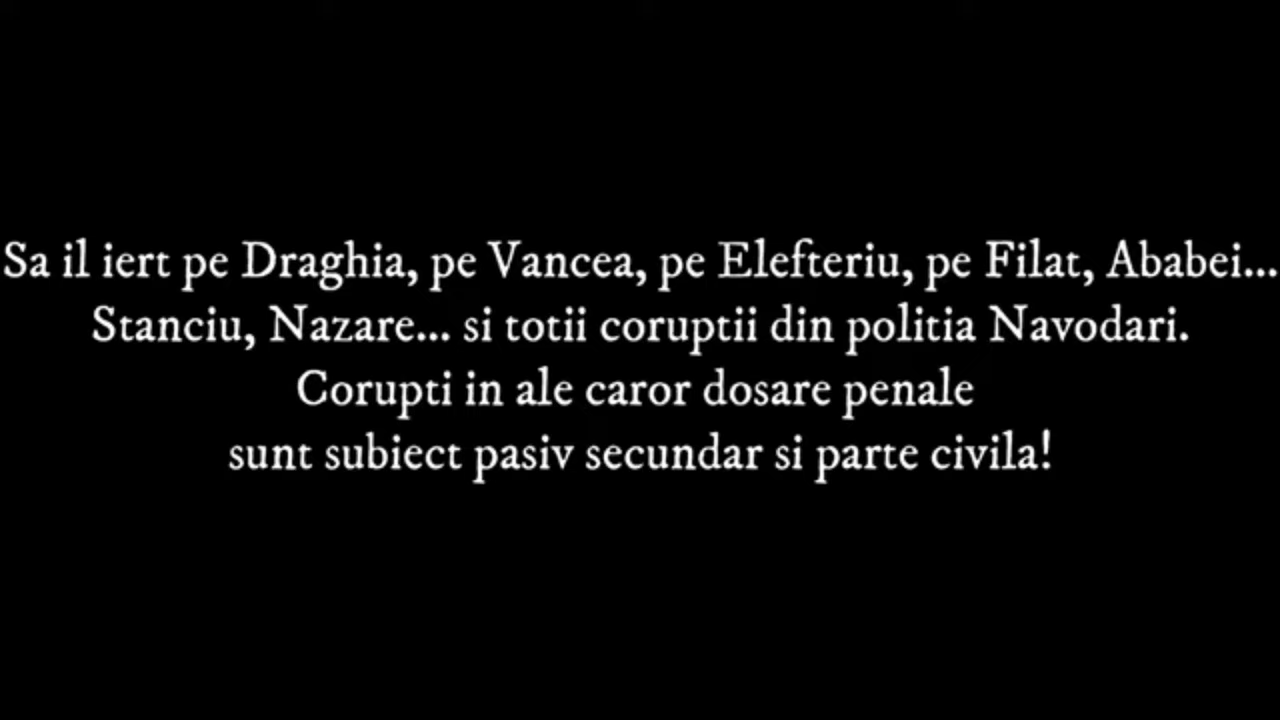 Sa il iert pe Draghia, pe Vancea, pe Elefteriu, pe Filat, Ababei...
Stanciu, Nazare... si totii coruptii din politia Navodari.
Corupti in ale caror dosare penale
sunt subiect pasiv secundar si parte civila!